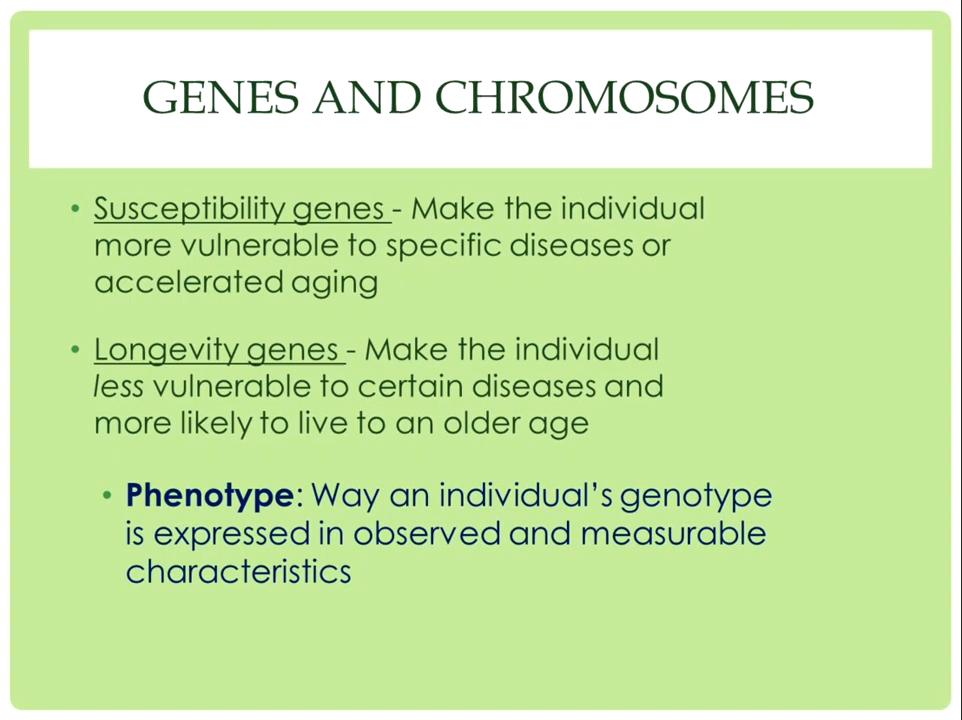 GENES AND CHROMOSOMES
• Susceptibility genes - Make the individual
more vulnerable to specific diseases or
accelerated aging
• Longevity genes - Make the individual
less vulnerable to certain diseases and
more likely to live to an older age
• Phenotype: Way an individual’s genotype
is expressed in observed and measurable
characteristics